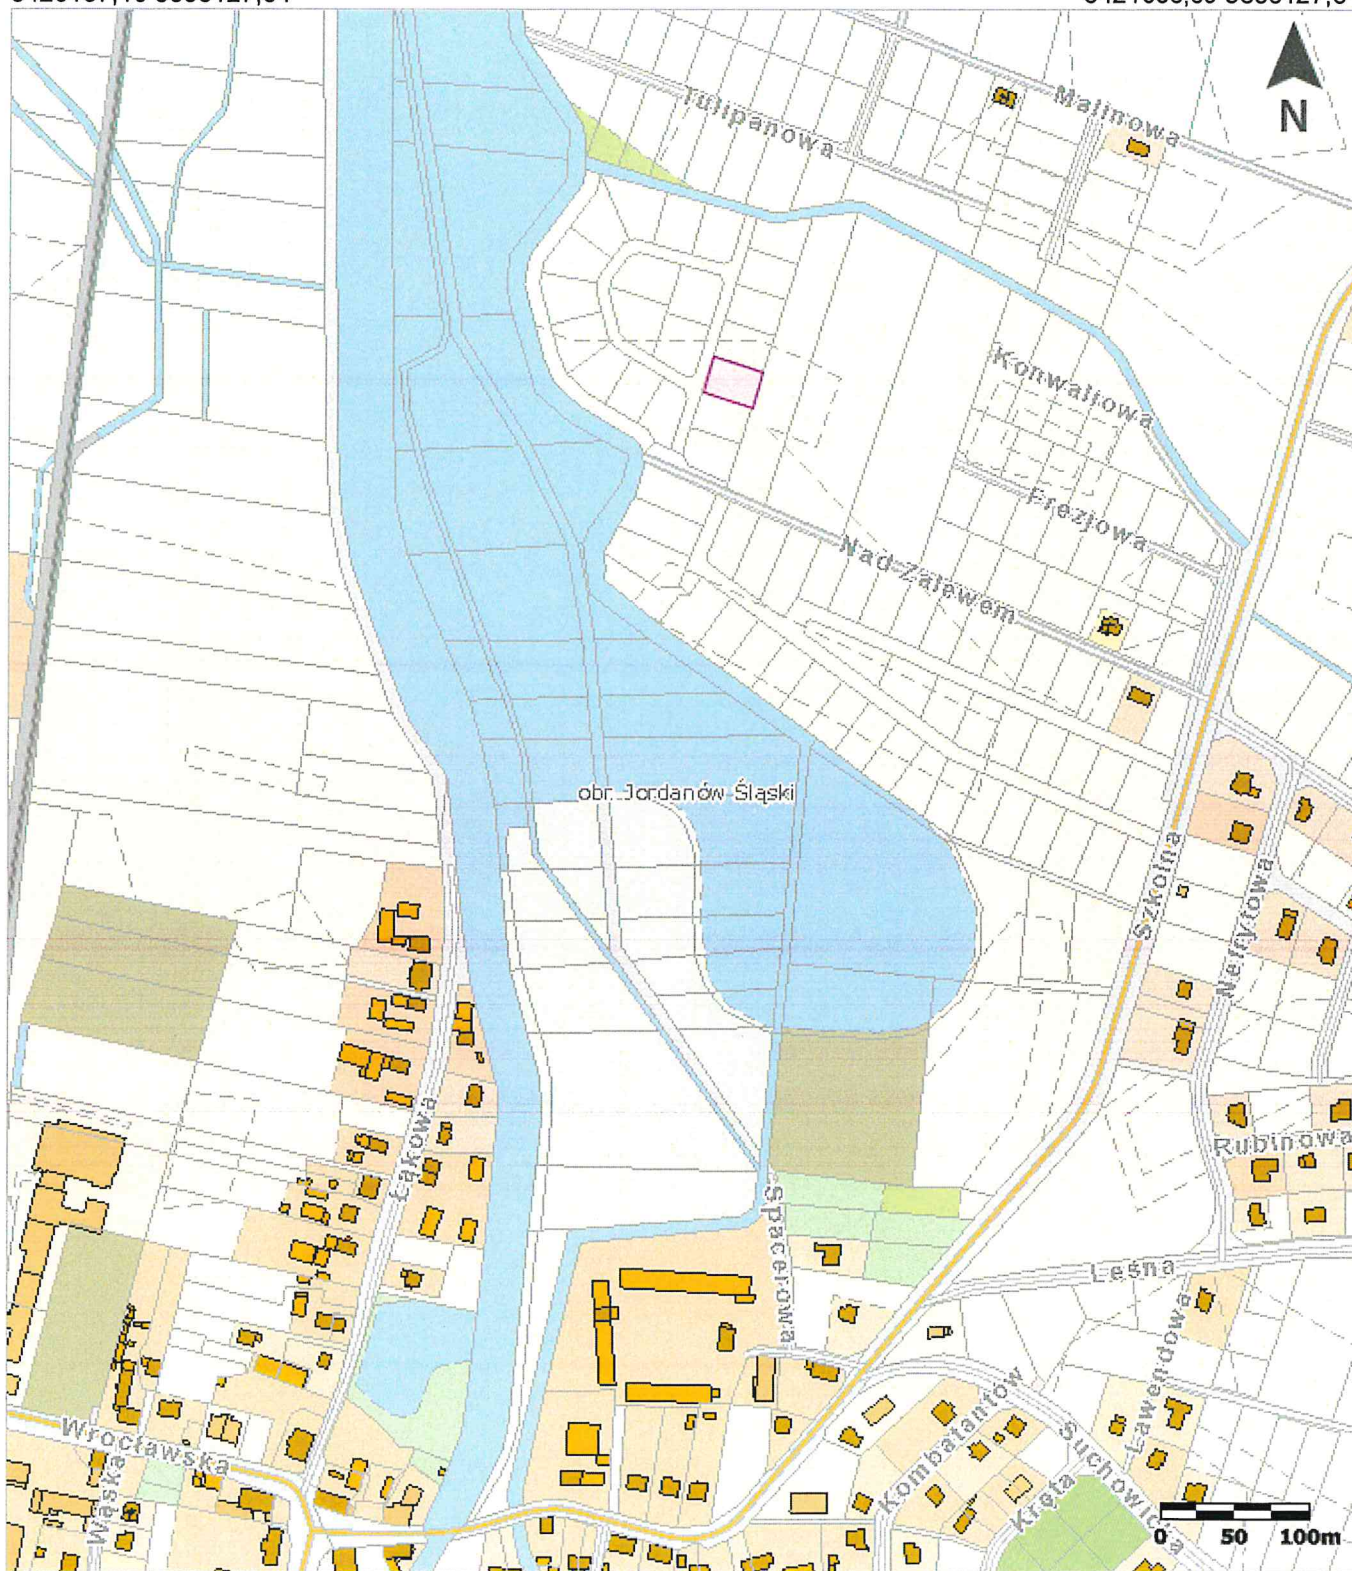 Malinowa
Tulipanowa
N
Konwaliowa
Frezjowa
Nad Zalewem
obr. Jordanów Śląski
Szkolna
Nefrytowa
Łąkowa
Rubinowa
Spacerowa
Leśna
Lawendowa
Kombatantów
Suchowicka
Kręta
Wrocławska
Wąska
0 50 100m